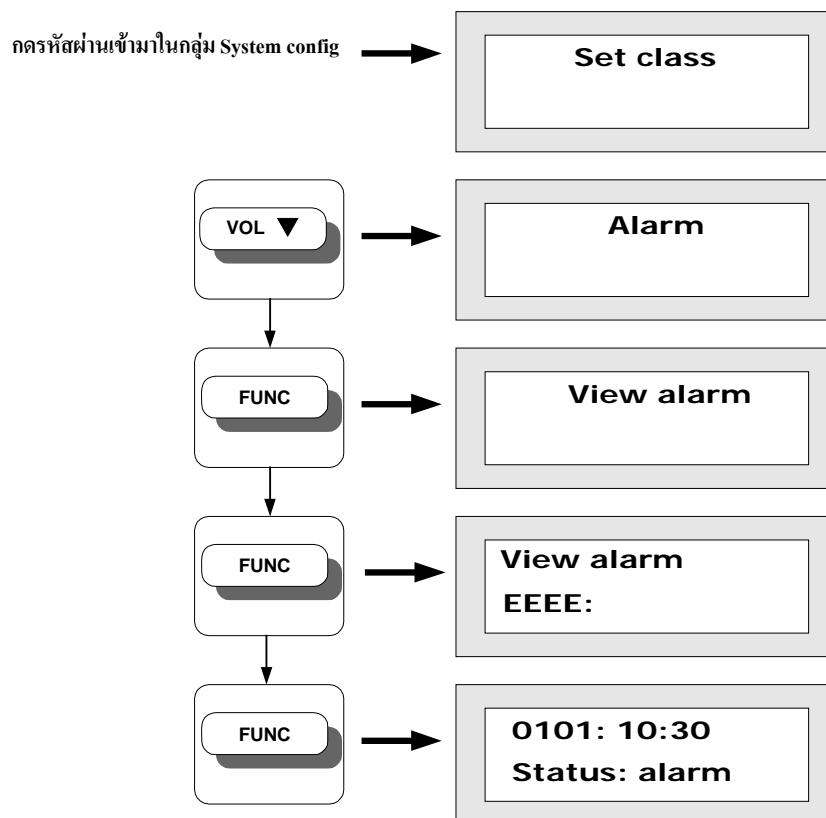 กดรหัสผ่านเข้ามาในกลุ่ม System config
Set class
VOL ▼
Alarm
FUNC
View alarm
FUNC
View alarm
EEEE:
FUNC
0101: 10:30
Status: alarm